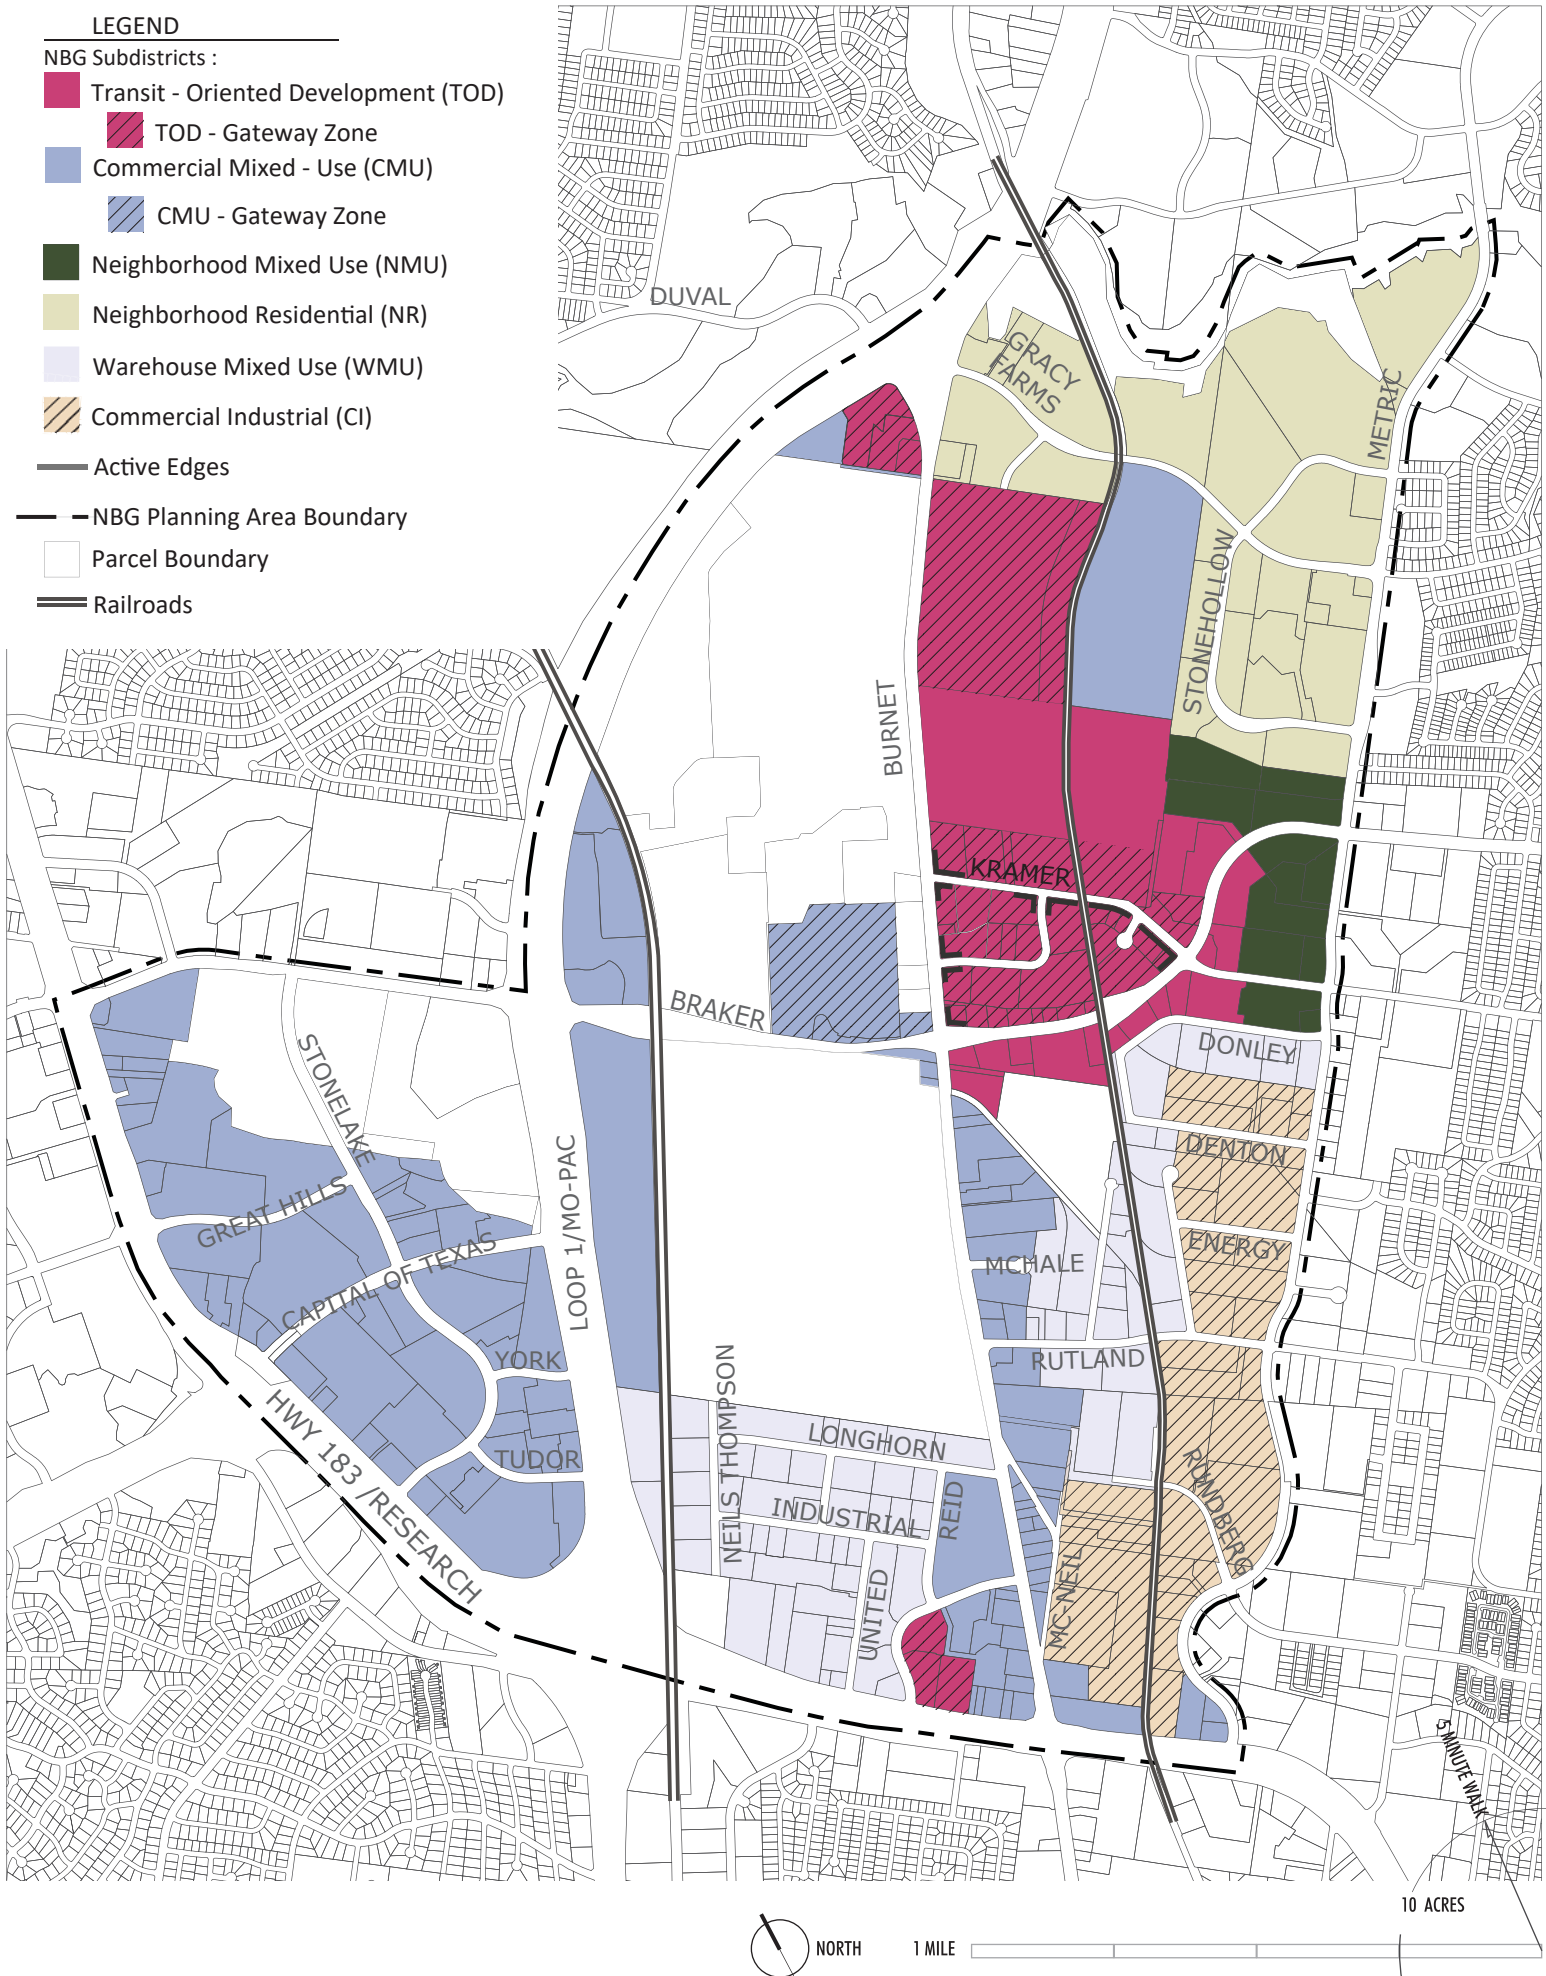 LEGEND
NBG Subdistricts :
Transit - Oriented Development (TOD)
TOD - Gateway Zone
Commercial Mixed - Use (CMU)
CMU - Gateway Zone
Neighborhood Mixed Use (NMU)
Neighborhood Residential (NR)
Warehouse Mixed Use (WMU)
Commercial Industrial (CI)
Active Edges
NBG Planning Area Boundary
Parcel Boundary
Railroads
DUVAL
GRACY
FARMS
METRIC
STONEHOLLOW
BURNET
KRAMER
BRAKER
DONLEY
STONELAKE
DENTON
GREAT HILLS
LOOP 1/MO-PAC
ENERGY
CAPITAL OF TEXAS
MCHALE
YORK
RUTLAND
HWY 183 /RESEARCH
NEILS THOMPSON
LONGHORN
TUDOR
RUNDBERG
REID
INDUSTRIAL
MC NEIL
UNITED
5 MINUTE WALK
10 ACRES
NORTH
1 MILE